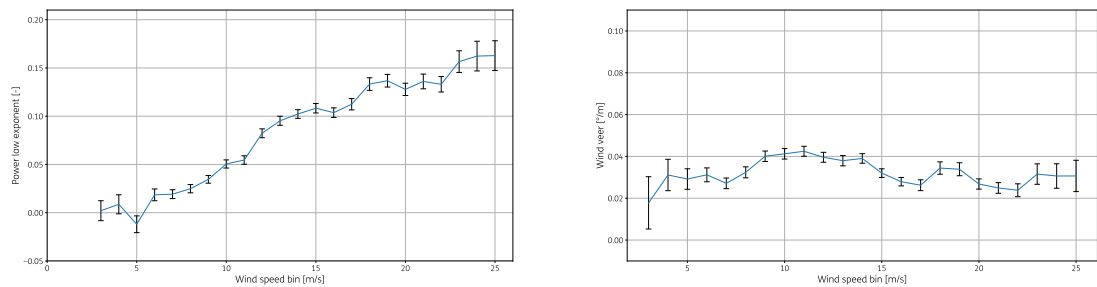 0.20
0.15
0.10
0.05
0.00
−0.05
Power law exponent [-]
0 5 10 15 20 25
Wind speed bin [m/s]
0.10
0.08
0.06
0.04
0.02
0.00
Wind veer [°/m]
5 10 15 20 25
Wind speed bin [m/s]